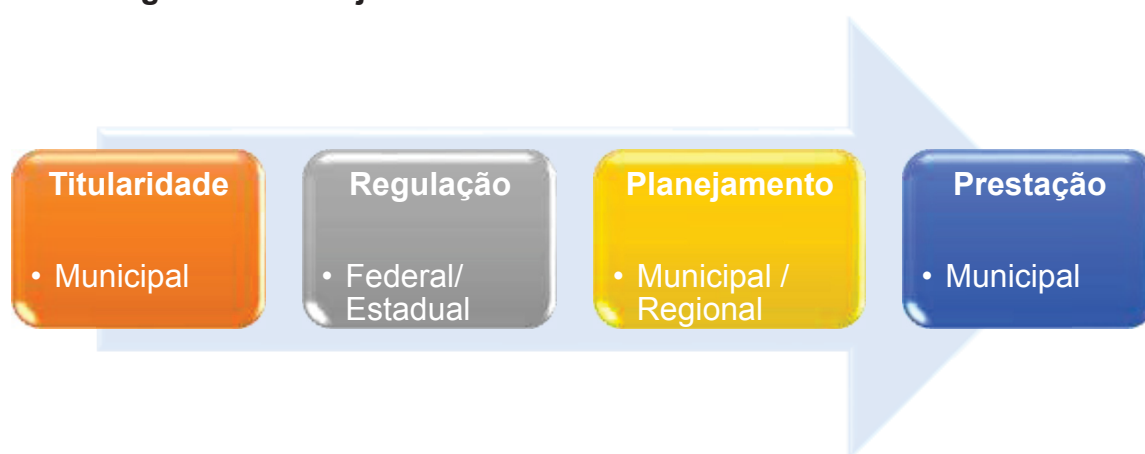 Titularidade
• Municipal
Regulação
• Federal/
Estadual
Planejamento
• Municipal /
Regional
Prestação
• Municipal